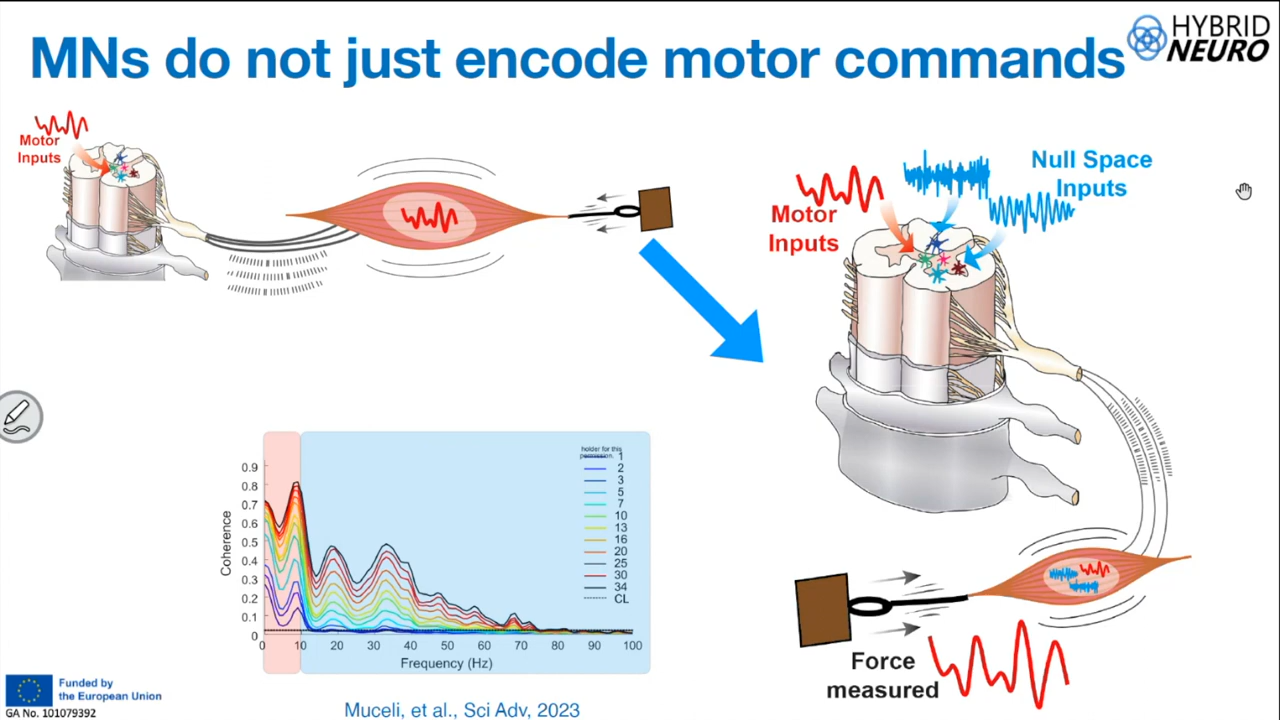 MNs do not just encode motor commands
HYBRID
NEURO
Motor
Inputs
Motor
Inputs
Null Space
Inputs
holder for this
permission.
1
2
3
5
7
10
13
16
20
25
30
34
CL
Coherence
0.9
0.8
0.7
0.6
0.5
0.4
0.3
0.2
0.1
0
0 10 20 30 40 50 60 70 80 90 100
Frequency (Hz)
Force
measured
Funded by
the European Union
GA No. 101079392
Muceli, et al., Sci Adv, 2023